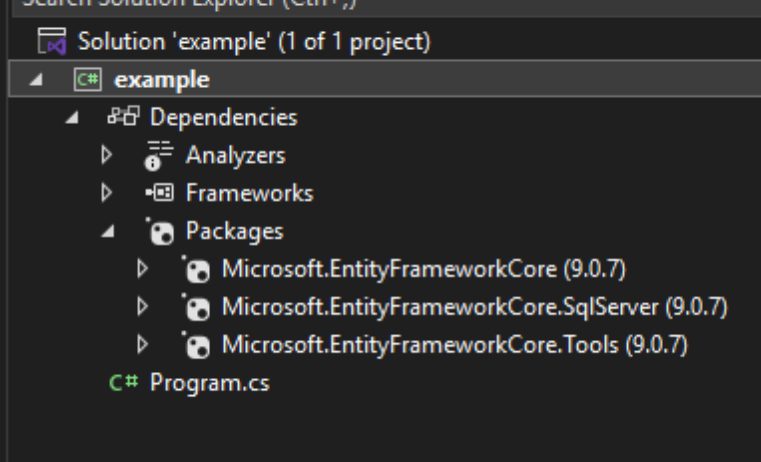 Search Solution Explorer (Ctrl+;)
Solution 'example' (1 of 1 project)
C# example
Dependencies
Analyzers
Frameworks
Packages
Microsoft.EntityFrameworkCore (9.0.7)
Microsoft.EntityFrameworkCore.SqlServer (9.0.7)
Microsoft.EntityFrameworkCore.Tools (9.0.7)
C# Program.cs